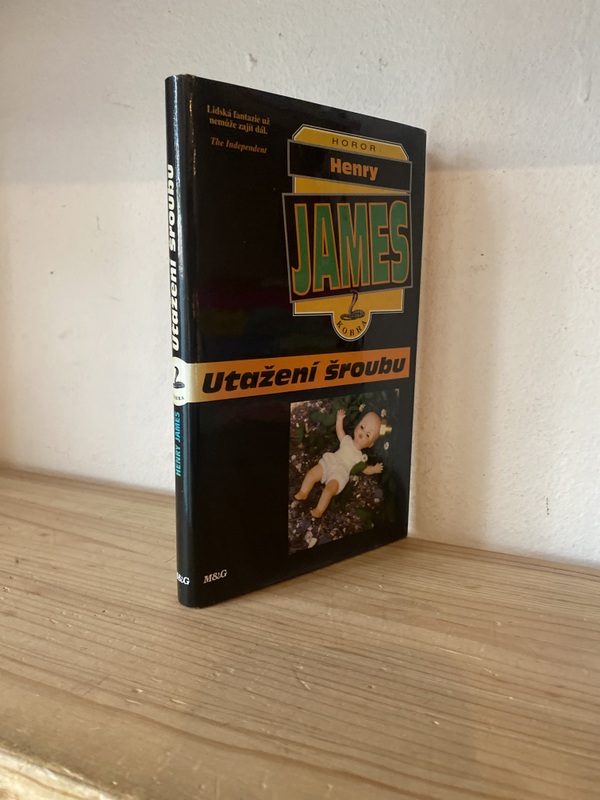 Lidská fantazie už
nemůže zajít dál.
The Independent
HOROR
Henry
JAMES
KOBRA
Utažení šroubu
M&G
Utažení šroubu
HENRY JAMES
M&G